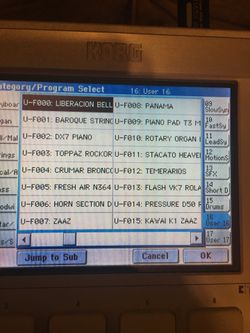 KORG
ategory/Program Select 16: User 16
U-F000: LIBERACION BELL U-F008: PANAMA
U-F001: BAROQUE STRING U-F009: PIANO PAD T3 M
U-F002: DX7 PIANO U-F010: ROTARY ORGAN
U-F003: TOPPAZ ROCKOR U-F011: STACATO HEAVEN
U-F004: CRUMAR BRONCO U-F012: TEMERARIOS
U-F005: FRESH AIR N364 U-F013: FLASH VK7 ROLA
U-F006: HORN SECTION D U-F014: PRESSURE D50 F
U-F007: ZAAZ U-F015: KAWAI K1 ZAAZ
09
SlowSyn
10
FastSy
11
LeadSy
12
MotionS
13
SFX
14
Short D
15
Drums
16
User 16
17
User 17
Jump to Sub Cancel OK